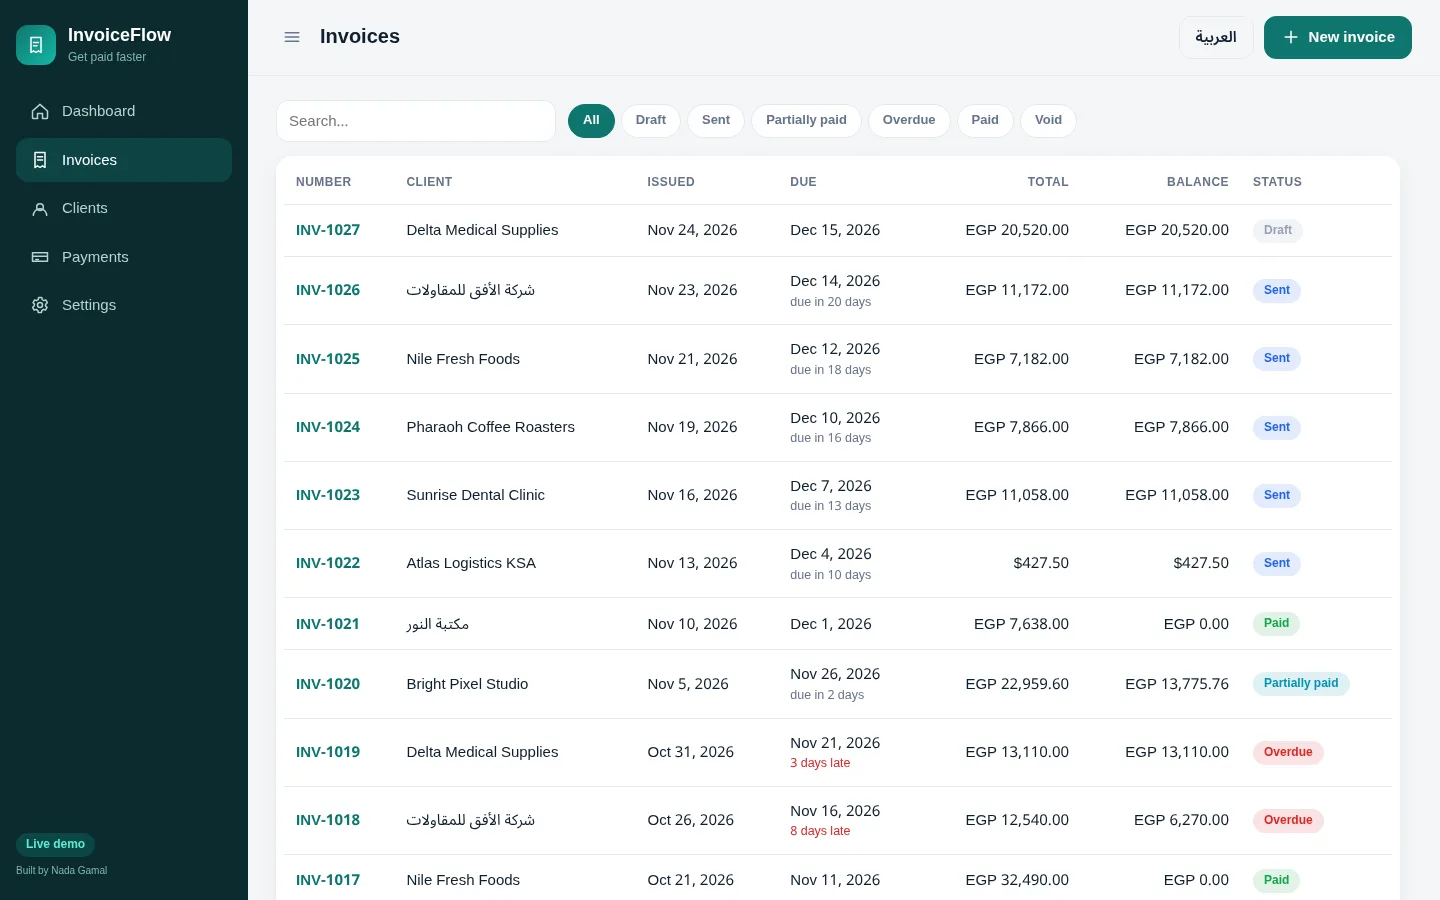 InvoiceFlow
Get paid faster
Dashboard
Invoices
Clients
Payments
Settings
Live demo
Built by Nada Gamal
Invoices
العربية
New invoice
Search...
All Draft Sent Partially paid Overdue Paid Void
NUMBER CLIENT ISSUED DUE TOTAL BALANCE STATUS
INV-1027 Delta Medical Supplies Nov 24, 2026 Dec 15, 2026 EGP 20,520.00 EGP 20,520.00 Draft
INV-1026 شركة الأفق للمقاولات Nov 23, 2026 Dec 14, 2026 EGP 11,172.00 EGP 11,172.00 Sent
due in 20 days
INV-1025 Nile Fresh Foods Nov 21, 2026 Dec 12, 2026 EGP 7,182.00 EGP 7,182.00 Sent
due in 18 days
INV-1024 Pharaoh Coffee Roasters Nov 19, 2026 Dec 10, 2026 EGP 7,866.00 EGP 7,866.00 Sent
due in 16 days
INV-1023 Sunrise Dental Clinic Nov 16, 2026 Dec 7, 2026 EGP 11,058.00 EGP 11,058.00 Sent
due in 13 days
INV-1022 Atlas Logistics KSA Nov 13, 2026 Dec 4, 2026 $427.50 $427.50 Sent
due in 10 days
INV-1021 مكتبة النور Nov 10, 2026 Dec 1, 2026 EGP 7,638.00 EGP 0.00 Paid
INV-1020 Bright Pixel Studio Nov 5, 2026 Nov 26, 2026 EGP 22,959.60 EGP 13,775.76 Partially paid
due in 2 days
INV-1019 Delta Medical Supplies Oct 31, 2026 Nov 21, 2026 EGP 13,110.00 EGP 13,110.00 Overdue
3 days late
INV-1018 شركة الأفق للمقاولات Oct 26, 2026 Nov 16, 2026 EGP 12,540.00 EGP 6,270.00 Overdue
8 days late
INV-1017 Nile Fresh Foods Oct 21, 2026 Nov 11, 2026 EGP 32,490.00 EGP 0.00 Paid